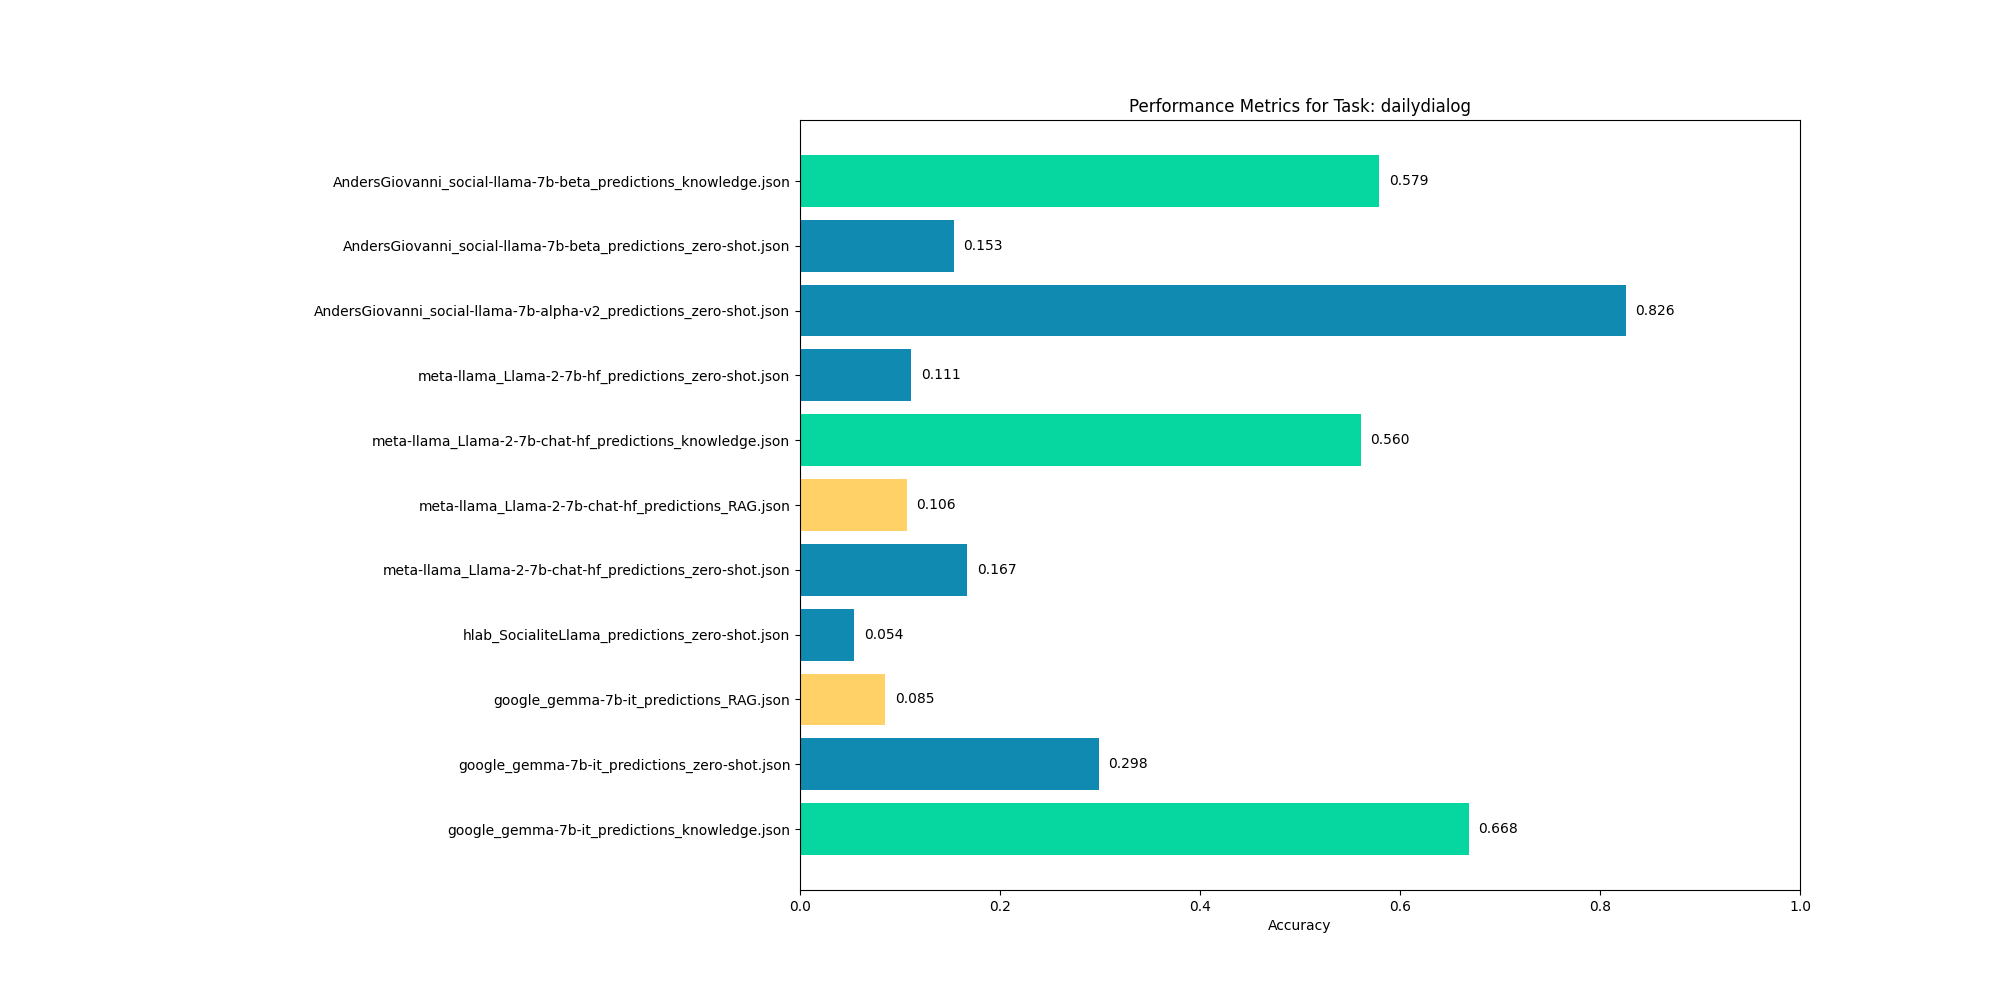 Performance Metrics for Task: dailydialog
AndersGiovanni_social-llama-7b-beta_predictions_knowledge.json
0.579
AndersGiovanni_social-llama-7b-beta_predictions_zero-shot.json
0.153
AndersGiovanni_social-llama-7b-alpha-v2_predictions_zero-shot.json
0.826
meta-llama_Llama-2-7b-hf_predictions_zero-shot.json
0.111
meta-llama_Llama-2-7b-chat-hf_predictions_knowledge.json
0.560
meta-llama_Llama-2-7b-chat-hf_predictions_RAG.json
0.106
meta-llama_Llama-2-7b-chat-hf_predictions_zero-shot.json
0.167
hlab_SocialiteLlama_predictions_zero-shot.json
0.054
google_gemma-7b-it_predictions_RAG.json
0.085
google_gemma-7b-it_predictions_zero-shot.json
0.298
google_gemma-7b-it_predictions_knowledge.json
0.668
0.0 0.2 0.4 0.6 0.8 1.0
Accuracy